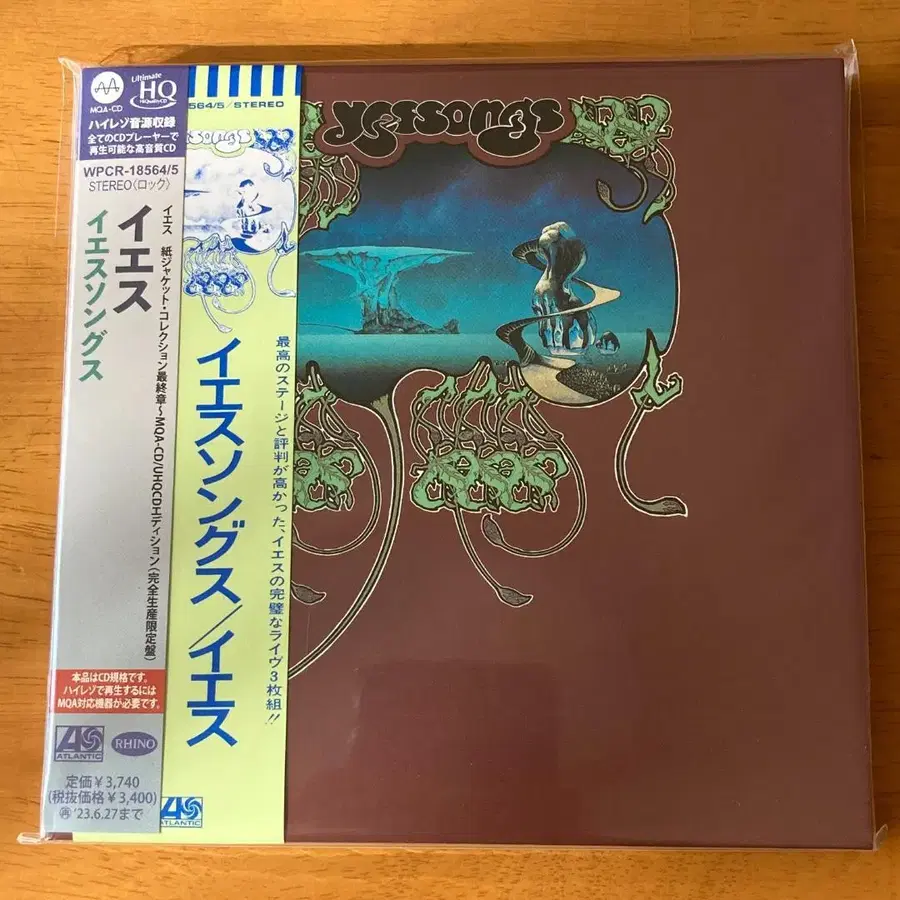 MQA-CD
Ultimate
HQ
HiQualityCD
ハイレゾ音源収録
全てのCDプレーヤーで
再生可能な高音質CD
WPCR-18564/5
STEREO〈ロック〉
イエス
イエスソングス
イエス 紙ジャケット・コレクション最終章～MQA-CD/UHQCDエディション(完全生産限定盤)
本品はCD規格です。
ハイレゾで再生するには
MQA対応機器が必要です。
ATLANTIC
RHINO
定価￥3,740
(税抜価格￥3,400)
再'23.6.27まで
564/5/STEREO
songs
イエスソングス/イエス
最高のステージと評判が高かった、イエスの完璧なライヴ3枚組!!
ATLANTIC
yessongs